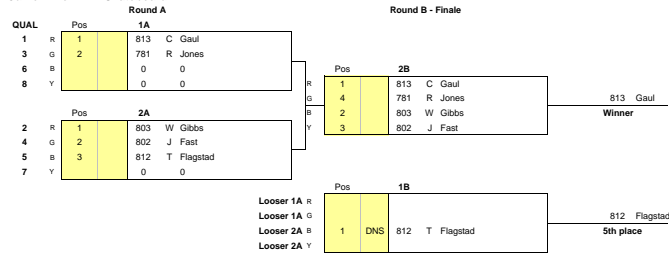 Round A Round B - Finale
QUAL Pos 1A
1 R 1 813 C Gaul
3 G 2 781 R Jones
6 B 0 0
8 Y 0 0
Pos 2B
R 1 813 C Gaul
G 4 781 R Jones
B 2 803 W Gibbs
Y 3 802 J Fast
813 Gaul
Winner
Pos 2A
2 R 1 803 W Gibbs
4 G 2 802 J Fast
5 B 3 812 T Flagstad
7 Y 0 0
Pos 1B
Looser 1A R
Looser 1A G
Looser 2A B 1 DNS 812 T Flagstad
Looser 2A Y
812 Flagstad
5th place